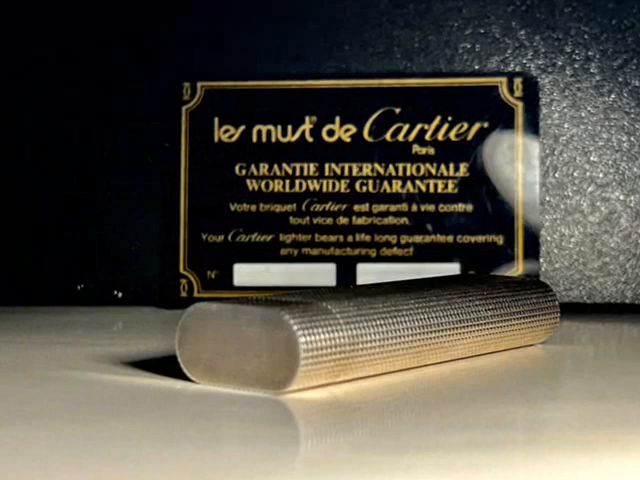 les must® de Cartier
Paris
GARANTIE INTERNATIONALE
WORLDWIDE GUARANTEE
Votre briquet Cartier est garanti à vie contre
tout vice de fabrication.
Your Cartier lighter bears a life long guarantee covering
any manufacturing defect
N°